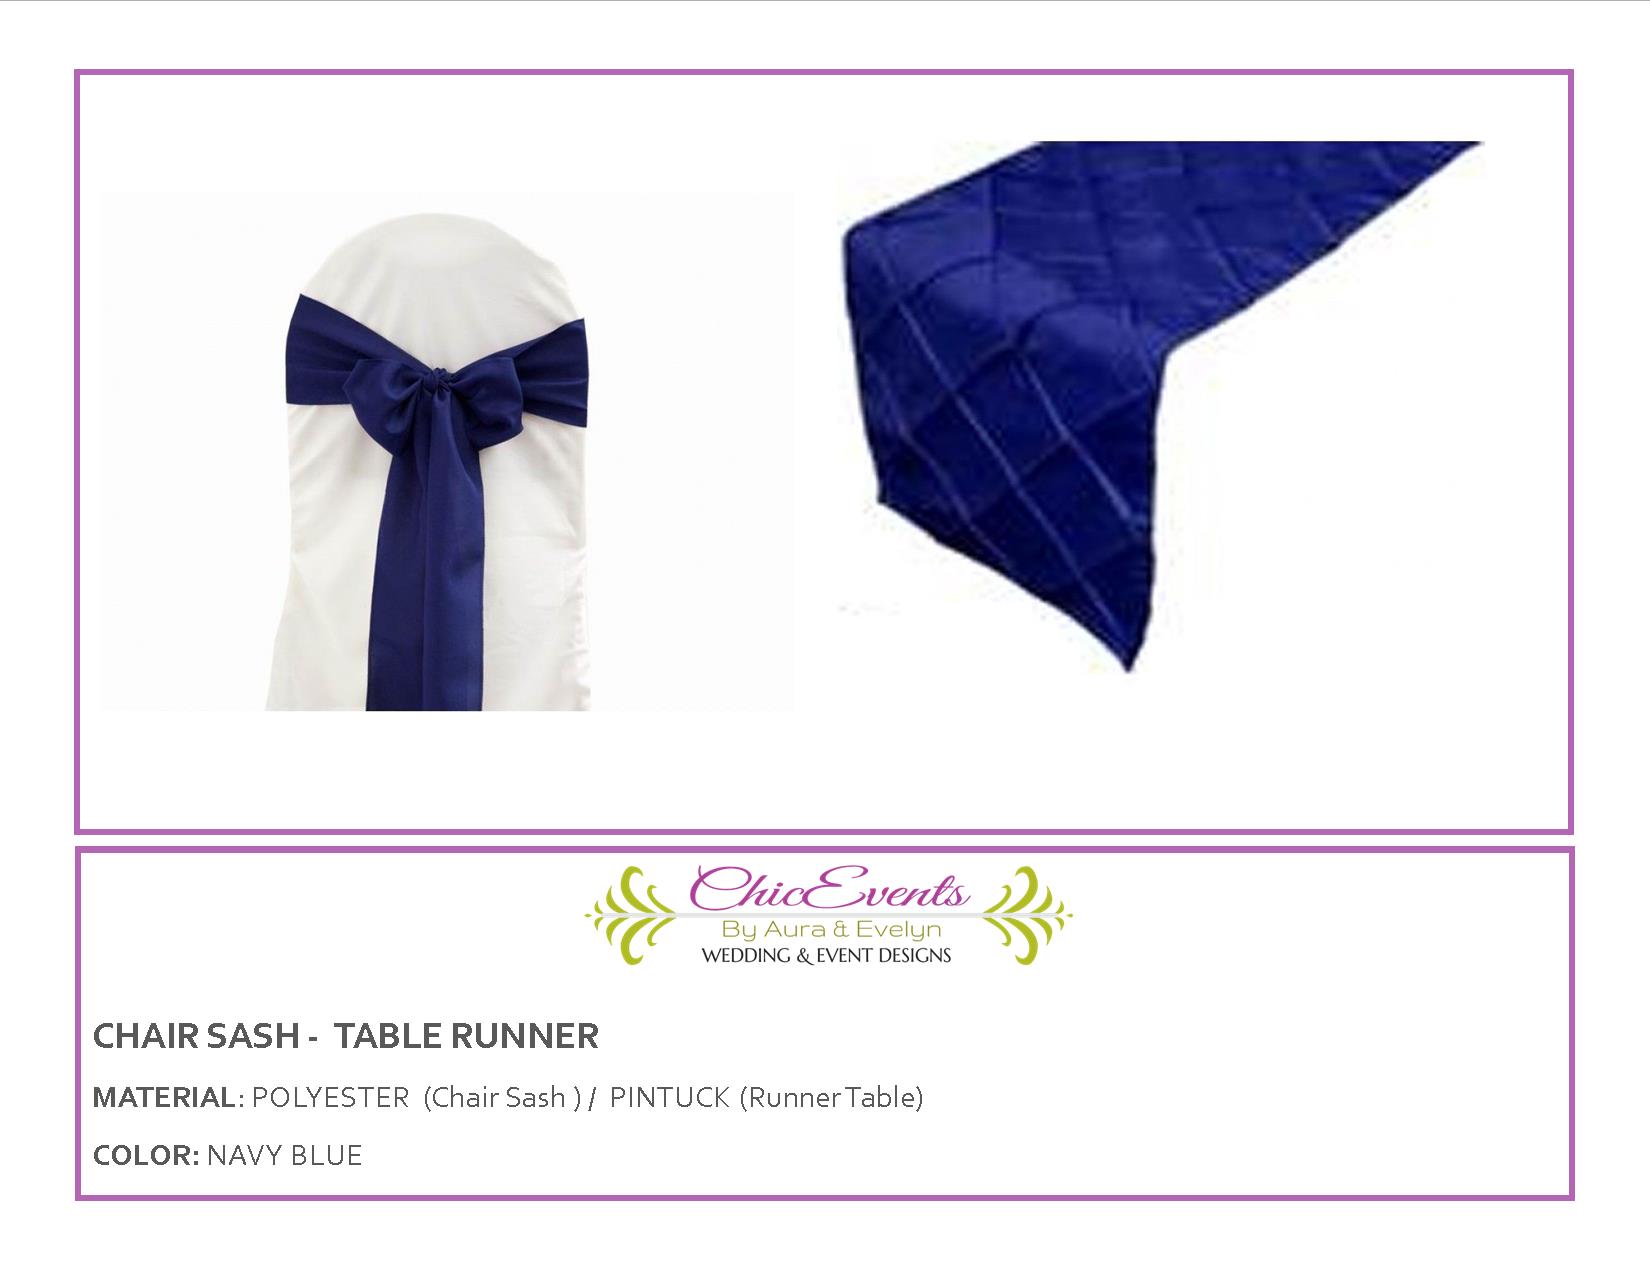 ChicEvents
By Aura & Evelyn
WEDDING & EVENT DESIGNS
CHAIR SASH -  TABLE RUNNER
MATERIAL: POLYESTER  (Chair Sash ) /  PINTUCK (Runner Table)
COLOR: NAVY BLUE